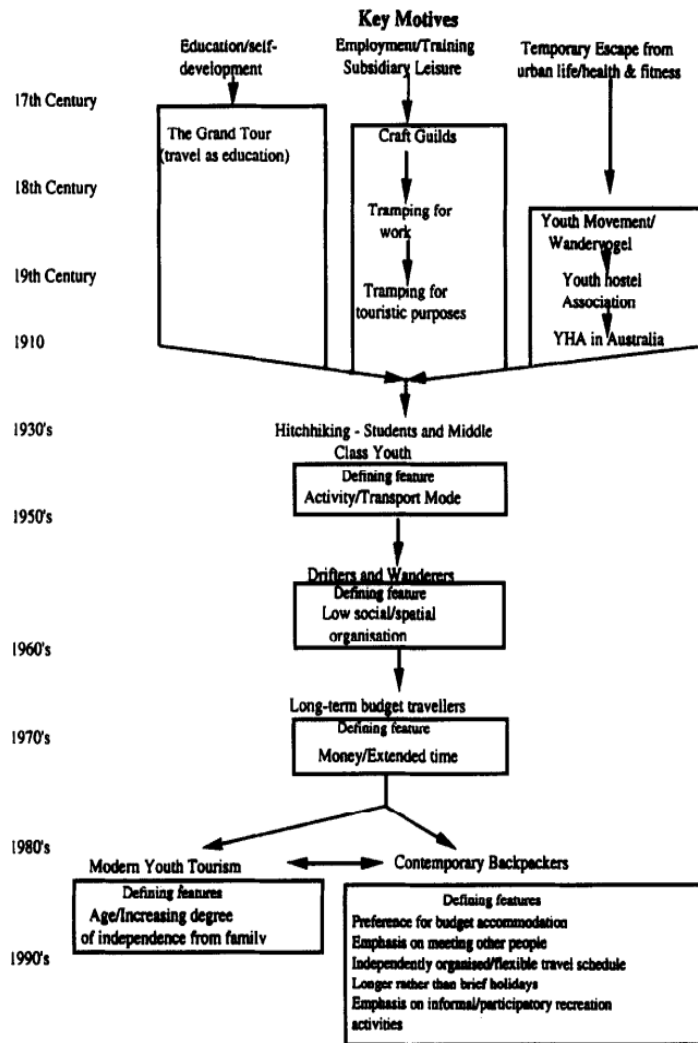 Key Motives
Education/self-
development
Employment/Training
Subsidiary Leisure
Temporary Escape from
urban life/health & fitness
17th Century
The Grand Tour
(travel as education)
Craft Guilds
18th Century
Tramping for
work
Youth Movement/
Wandervogel
19th Century
Tramping for
touristic purposes
Youth hostel
Association
1910
YHA in Australia
1930's
Hitchhiking - Students and Middle
Class Youth
Defining feature
Activity/Transport Mode
1950's
Drifters and Wanderers
Defining feature
Low social/spatial
organisation
1960's
Long-term budget travellers
1970's
Defining feature
Money/Extended time
1980's
Modern Youth Tourism
Contemporary Backpackers
Defining features
Age/Increasing degree
of independence from family
1990's
Defining features
Preference for budget accommodation
Emphasis on meeting other people
Independently organised/flexible travel schedule
Longer rather than brief holidays
Emphasis on informal/participatory recreation
activities